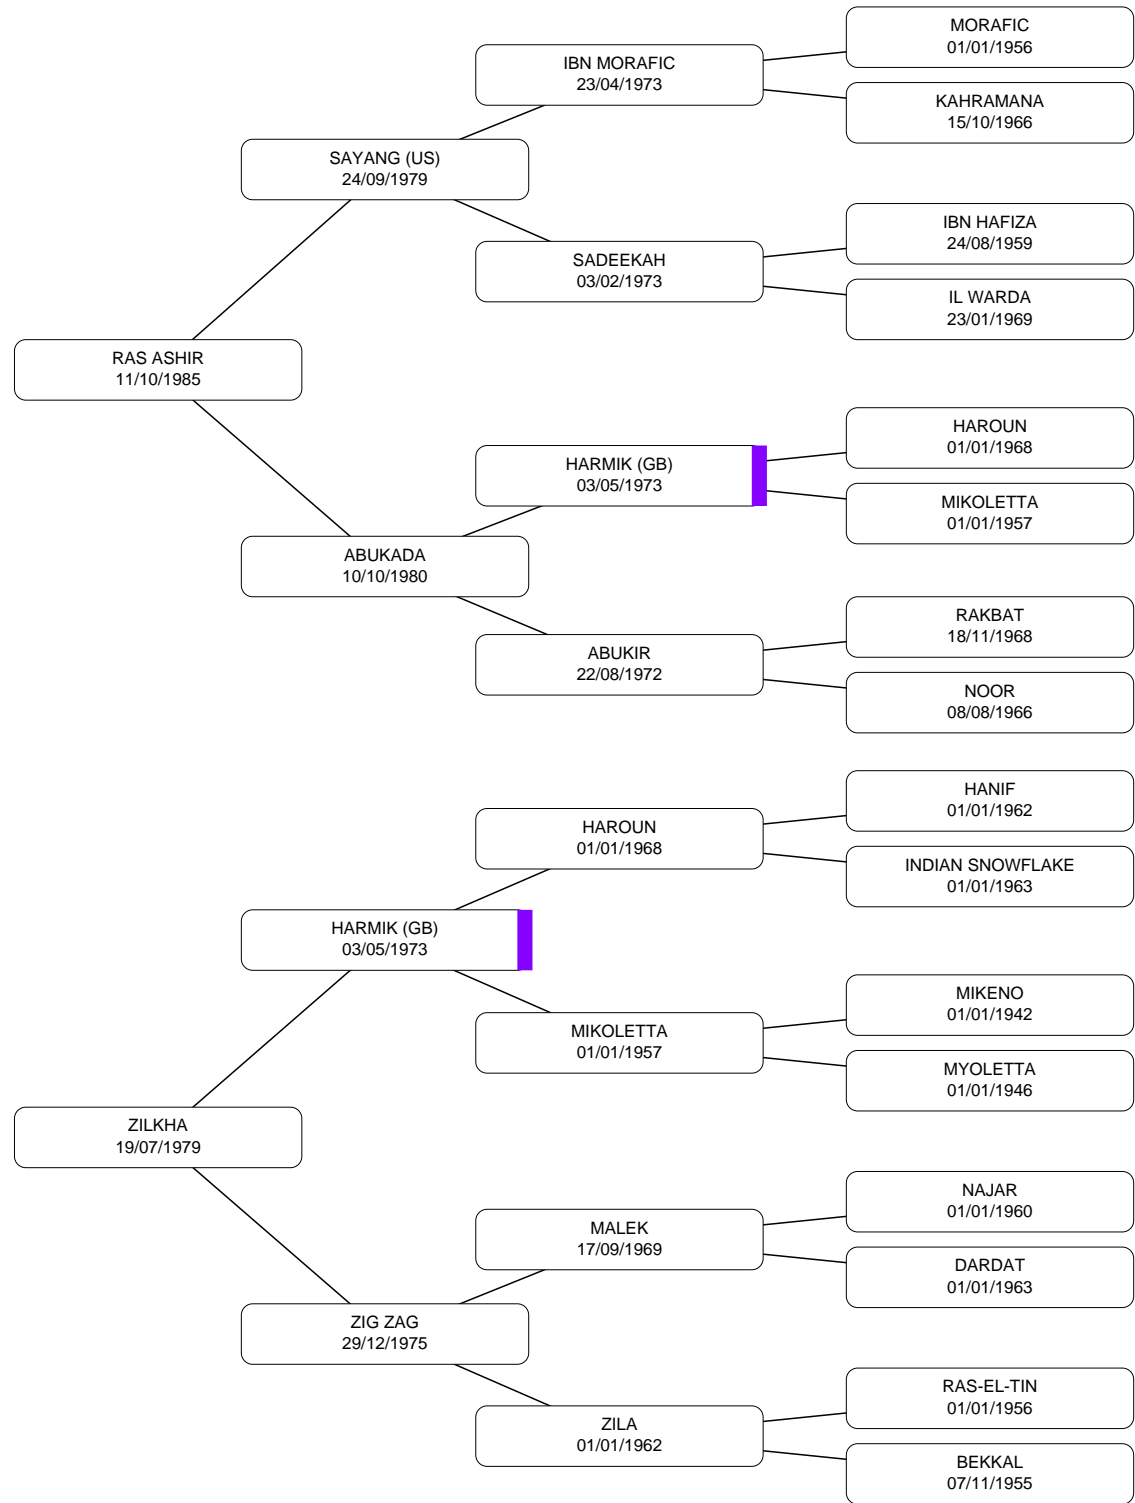 MORAFIC
01/01/1956
IBN MORAFIC
23/04/1973
KAHRAMANA
15/10/1966
SAYANG (US)
24/09/1979
IBN HAFIZA
24/08/1959
SADEEKAH
03/02/1973
IL WARDA
23/01/1969
RAS ASHIR
11/10/1985
HAROUN
01/01/1968
HARMIK (GB)
03/05/1973
MIKOLETTA
01/01/1957
ABUKADA
10/10/1980
RAKBAT
18/11/1968
ABUKIR
22/08/1972
NOOR
08/08/1966
HANIF
01/01/1962
HAROUN
01/01/1968
INDIAN SNOWFLAKE
01/01/1963
HARMIK (GB)
03/05/1973
MIKENO
01/01/1942
MIKOLETTA
01/01/1957
MYOLETTA
01/01/1946
ZILKHA
19/07/1979
NAJAR
01/01/1960
MALEK
17/09/1969
DARDAT
01/01/1963
ZIG ZAG
29/12/1975
RAS-EL-TIN
01/01/1956
ZILA
01/01/1962
BEKKAL
07/11/1955